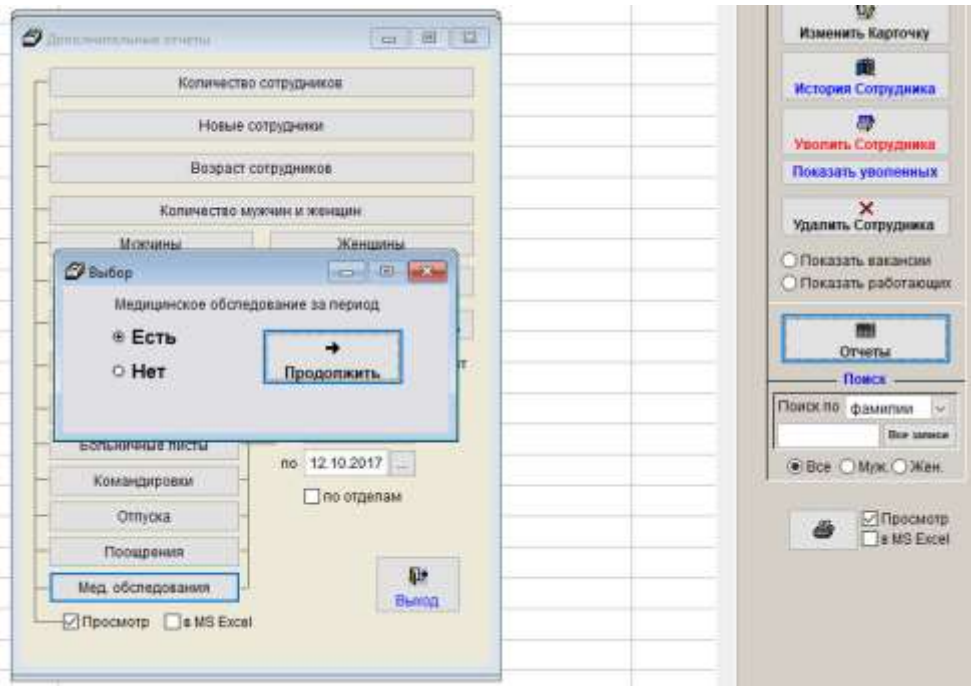 Дополнительные отчеты
Количество сотрудников
Новые сотрудники
Возраст сотрудников
Количество мужчин и женщин
Мужчины
Женщины
Выбор
Медицинское обследование за период
Есть
Нет
Продолжить
Больничные листы
по 12.10.2017 ...
Командировки
по отделам
Отпуска
Поощрения
Мед. обследования
Выход
Просмотр
в MS Excel
Изменить Карточку
История Сотрудника
Уволить Сотрудника
Показать уволенных
Удалить Сотрудника
Показать вакансии
Показать работающих
Отчеты
Поиск
Поиск по фамилии
Все записи
Все Муж. Жен.
Просмотр
в MS Excel